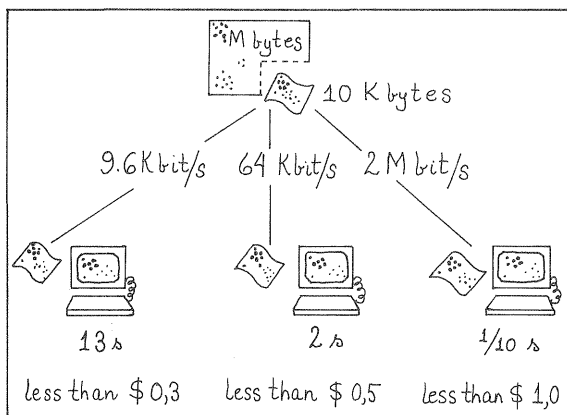 M bytes
10 K bytes
9.6 Kbit/s 64 Kbit/s 2 M bit/s
13 s 2 s 1/10 s
less than $ 0,3 less than $ 0,5 less than $ 1,0